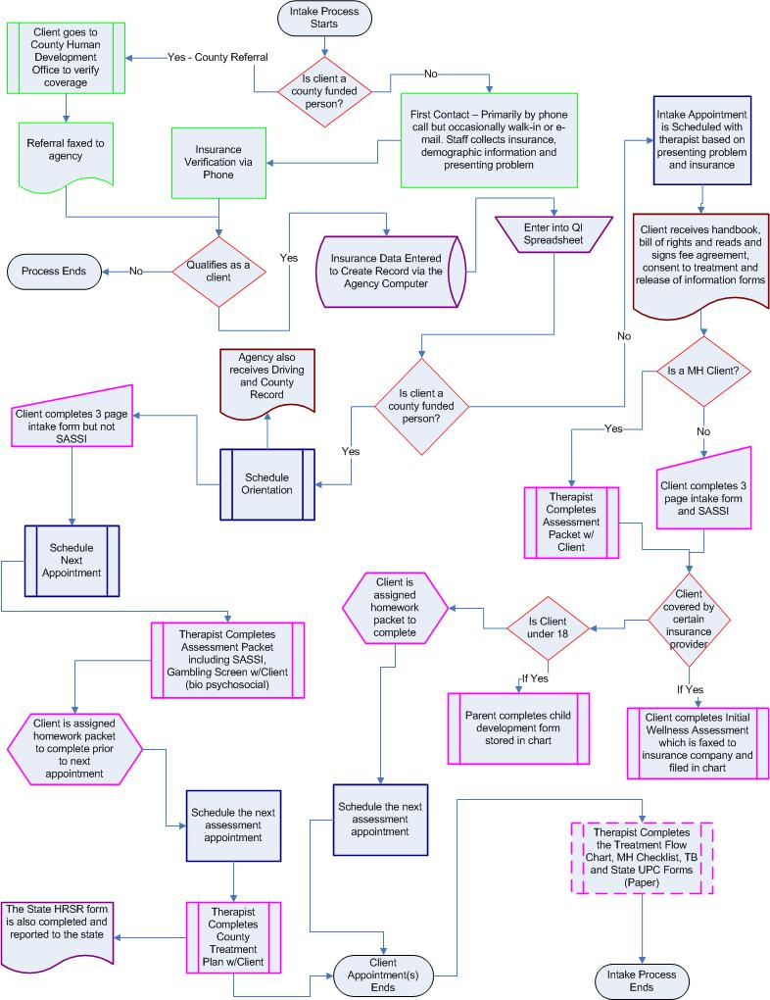 Intake Process
Starts
Client goes to
County Human
Development
Office to verify
coverage
Yes - County Referral
Is client a
county funded
person?
No
First Contact – Primarily by phone
call but occasionally walk-in or e-
mail. Staff collects insurance,
demographic information and
presenting problem
Intake Appointment
is Scheduled with
therapist based on
presenting problem
and insurance
Referral faxed to
agency
Insurance
Verification via
Phone
Client receives handbook,
bill of rights and reads and
signs fee agreement,
consent to treatment and
release of information forms
Enter into QI
Spreadsheet
Process Ends
No
Qualifies as a
client
Yes
Insurance Data Entered
to Create Record via the
Agency Computer
No
Agency also
receives Driving
and County
Record
Is client a
county funded
person?
Is a MH Client?
Client completes 3 page
intake form but not
SASSI
Yes
No
Yes
Schedule
Orientation
Client completes 3
page intake form
and SASSI
Therapist
Completes
Assessment
Packet w/
Client
Schedule
Next
Appointment
Client is
assigned
homework
packet to
complete
Is Client
under 18
Client
covered by
certain
insurance
provider
Therapist Completes
Assessment Packet
including SASSI,
Gambling Screen w/Client
(bio psychosocial)
If Yes
If Yes
Parent completes child
development form
stored in chart
Client completes Initial
Wellness Assessment
which is faxed to
insurance company and
filed in chart
Client is assigned
homework packet
to complete prior
to next
appointment
Schedule the next
assessment
appointment
Schedule the next
assessment
appointment
Therapist Completes
the Treatment Flow
Chart, MH Checklist, TB
and State UPC Forms
(Paper)
The State HRSR form
is also completed and
reported to the state
Therapist
Completes
County
Treatment
Plan w/Client
Client
Appointment(s)
Ends
Intake Process
Ends